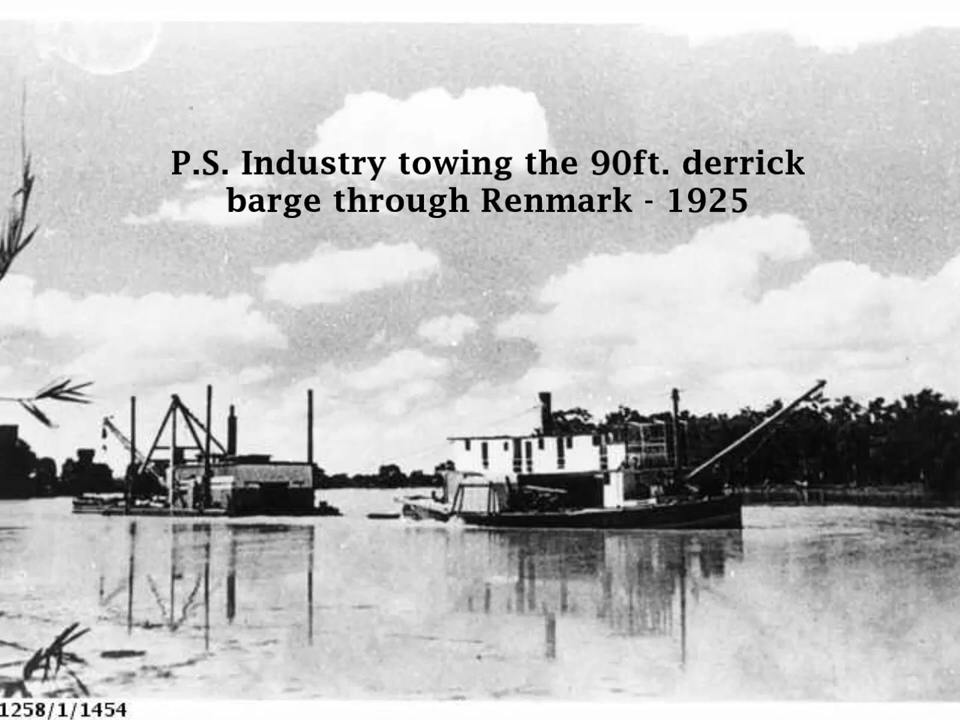 P.S. Industry towing the 90ft. derrick
barge through Renmark - 1925
1258/1/1454